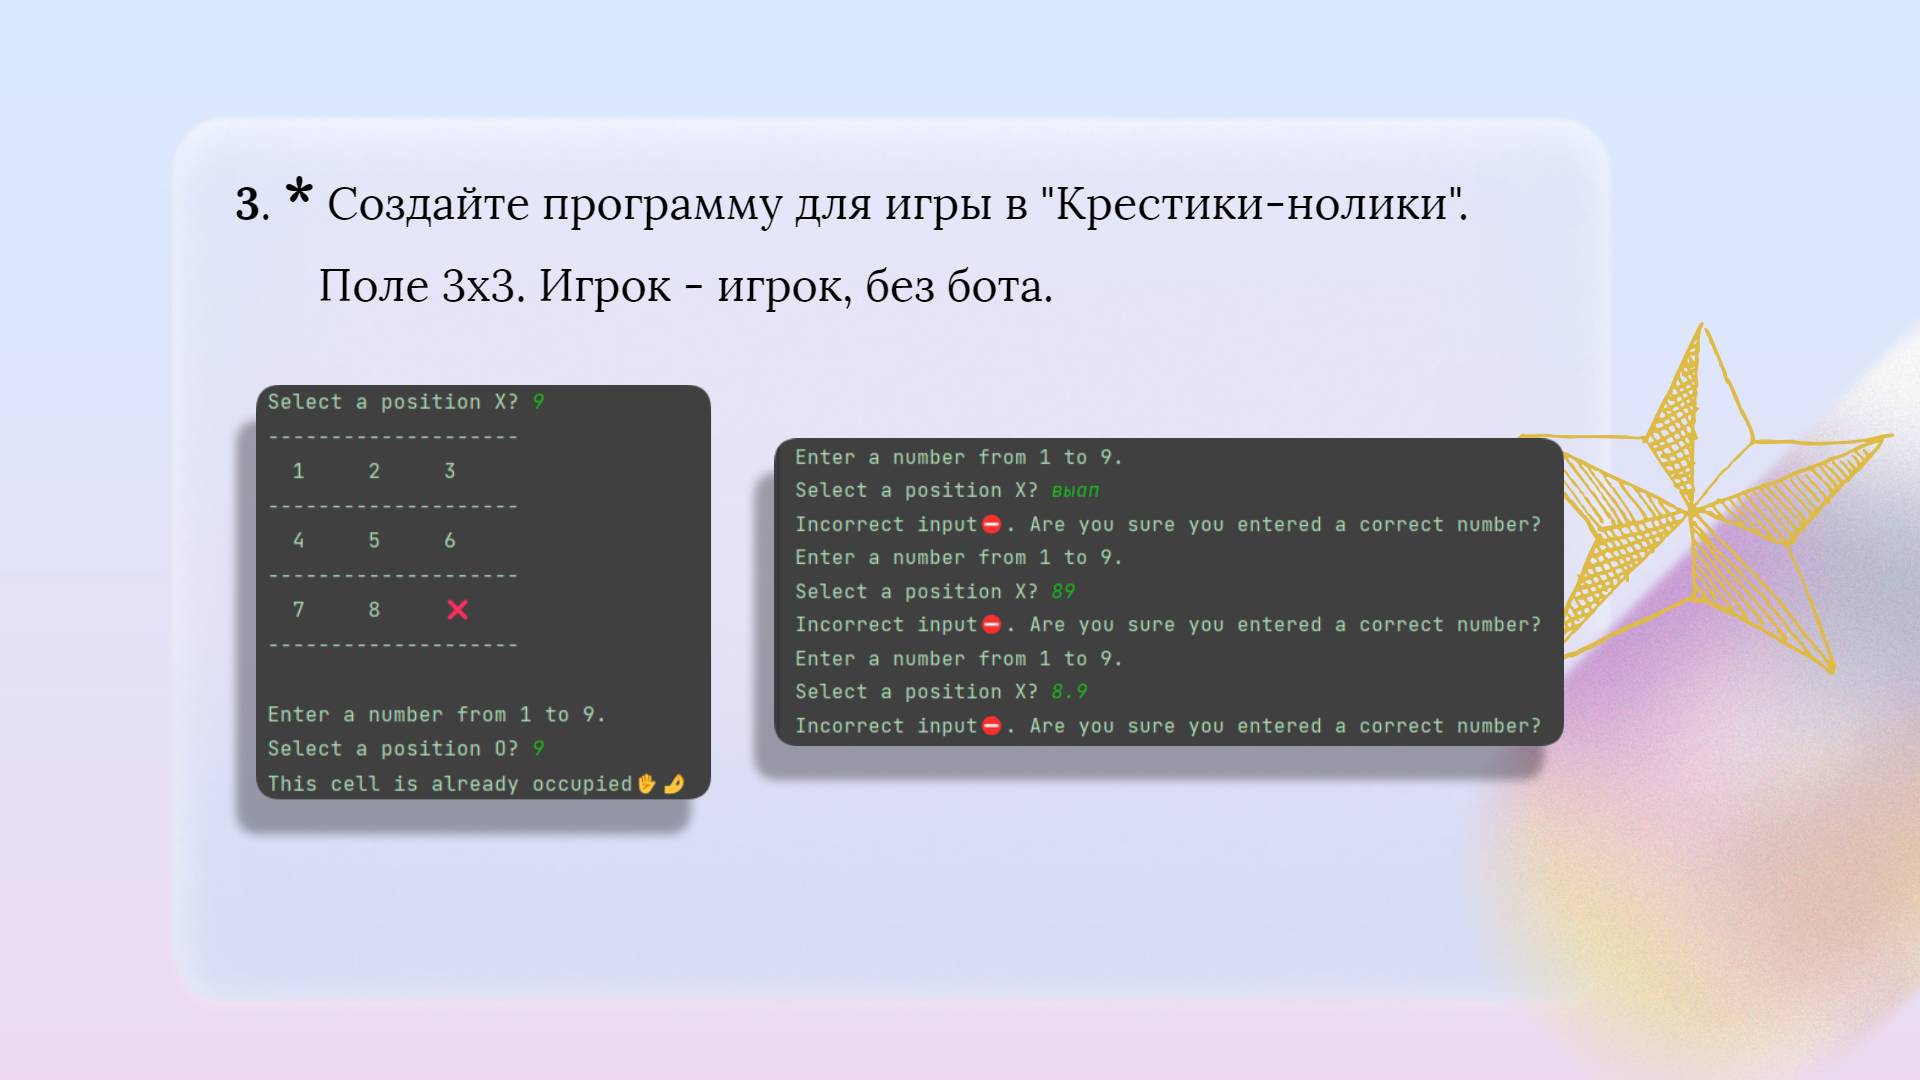 3. * Создайте программу для игры в "Крестики-нолики".
Поле 3х3. Игрок - игрок, без бота.
Select a position X? 9
--------------------
1 2 3
--------------------
4 5 6
--------------------
7 8 ❌
--------------------
Enter a number from 1 to 9.
Select a position O? 9
This cell is already occupied✋🤌
Enter a number from 1 to 9.
Select a position X? выап
Incorrect input⛔. Are you sure you entered a correct number?
Enter a number from 1 to 9.
Select a position X? 89
Incorrect input⛔. Are you sure you entered a correct number?
Enter a number from 1 to 9.
Select a position X? 8.9
Incorrect input⛔. Are you sure you entered a correct number?